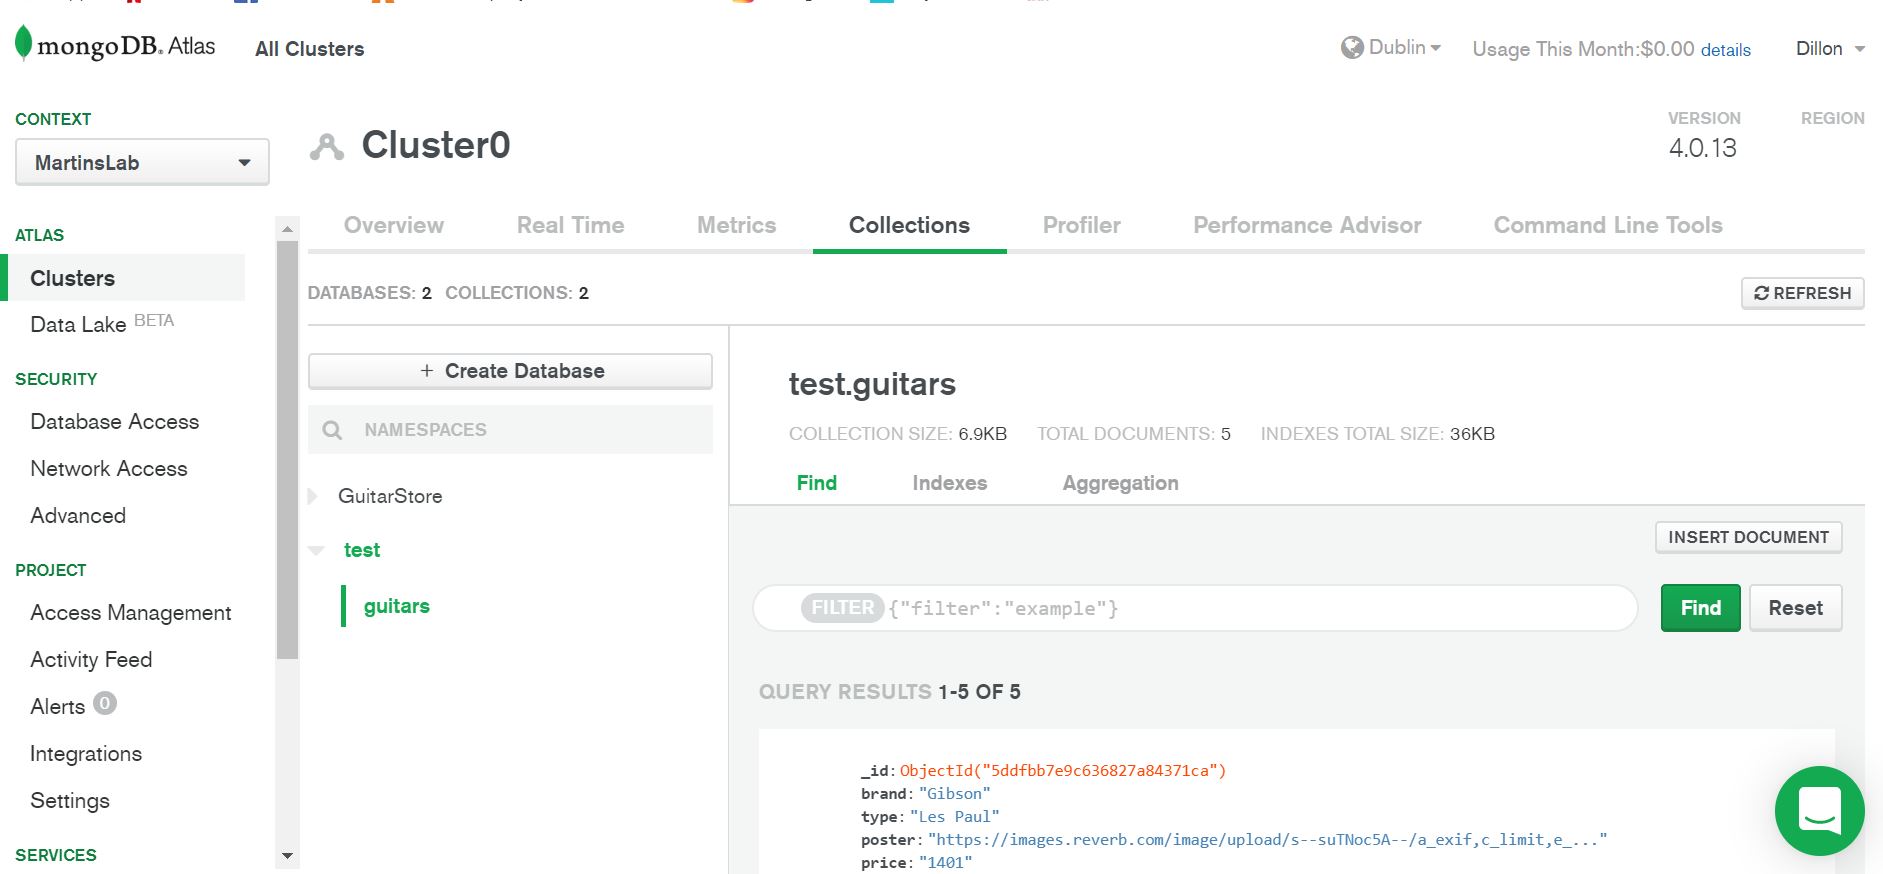 mongoDB. Atlas
All Clusters
Dublin
Usage This Month:$0.00 details
Dillon
CONTEXT
MartinsLab
Cluster0
VERSION
4.0.13
REGION
ATLAS
Clusters
Data Lake BETA
SECURITY
Database Access
Network Access
Advanced
PROJECT
Access Management
Activity Feed
Alerts 0
Integrations
Settings
SERVICES
Overview
Real Time
Metrics
Collections
Profiler
Performance Advisor
Command Line Tools
DATABASES: 2 COLLECTIONS: 2
REFRESH
+ Create Database
NAMESPACES
GuitarStore
test
guitars
test.guitars
COLLECTION SIZE: 6.9KB TOTAL DOCUMENTS: 5 INDEXES TOTAL SIZE: 36KB
Find
Indexes
Aggregation
INSERT DOCUMENT
FILTER {"filter":"example"}
Find
Reset
QUERY RESULTS 1-5 OF 5
_id: ObjectId("5ddfbb7e9c636827a84371ca")
brand: "Gibson"
type: "Les Paul"
poster: "https://images.reverb.com/image/upload/s--suTNoc5A--/a_exif,c_limit,e_..."
price: "1401"